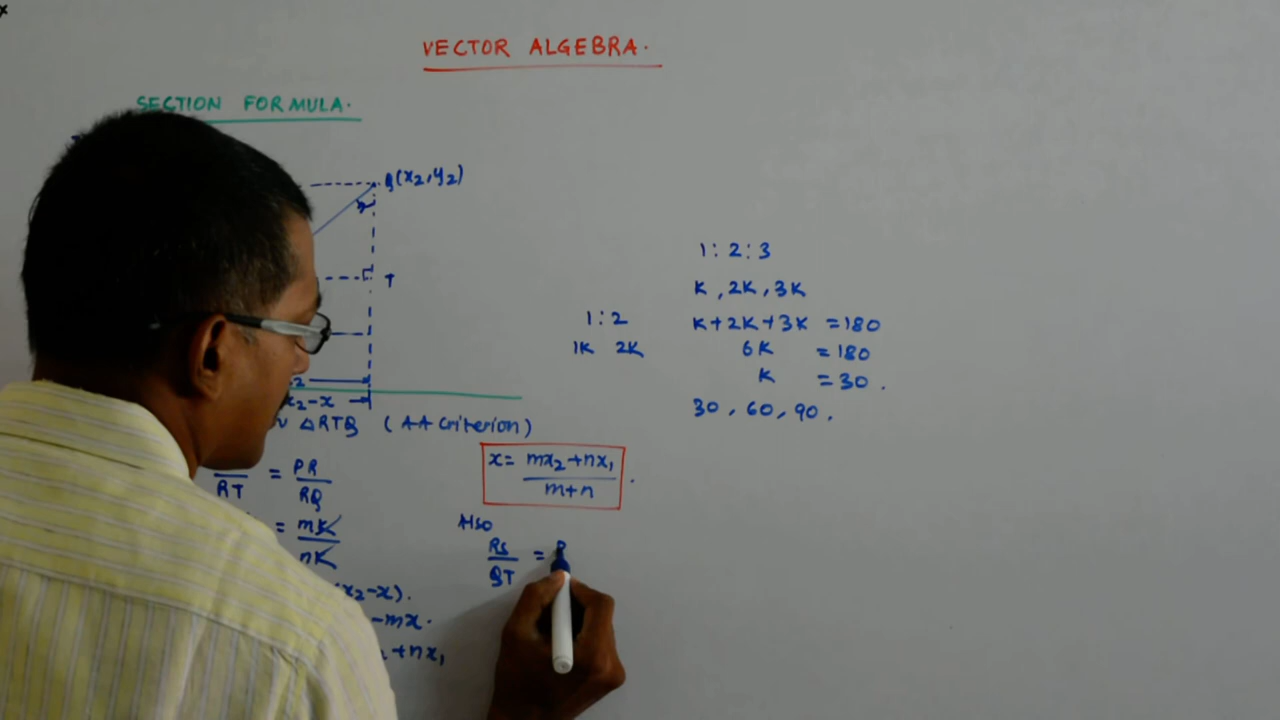 VECTOR ALGEBRA.
SECTION FORMULA.
Q(x₂,y₂)
T
x₂-x
△RTQ (AA criterion)
RT = PR/RQ
= mK/nK
x₂-x).
-mx.
+nx₁
x = (mx₂+nx₁)/(m+n) .
Also
RS/QT = P
1:2
1K 2K
1:2:3
K, 2K, 3K
K+2K+3K = 180
6K = 180
K = 30 .
30, 60, 90.